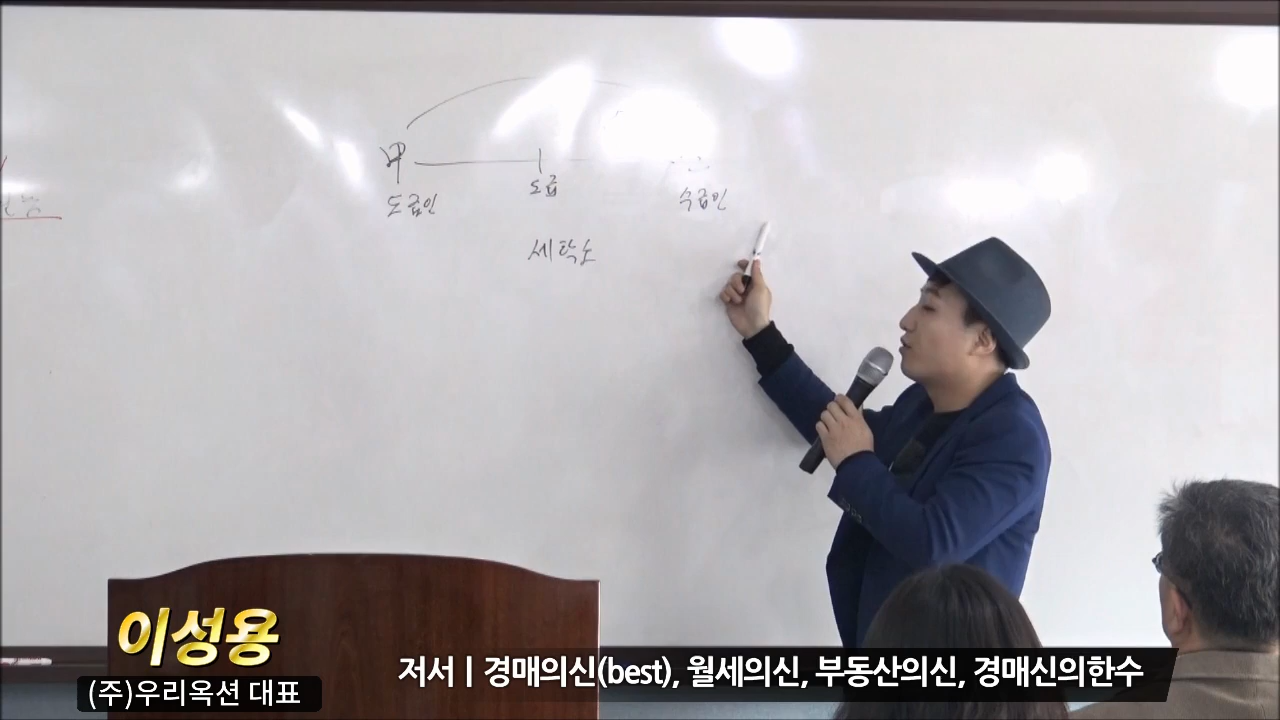 甲
도급인
도급
수급인
세탁소
이성용
(주)우리옥션 대표
저서 | 경매의신(best), 월세의신, 부동산의신, 경매신의한수